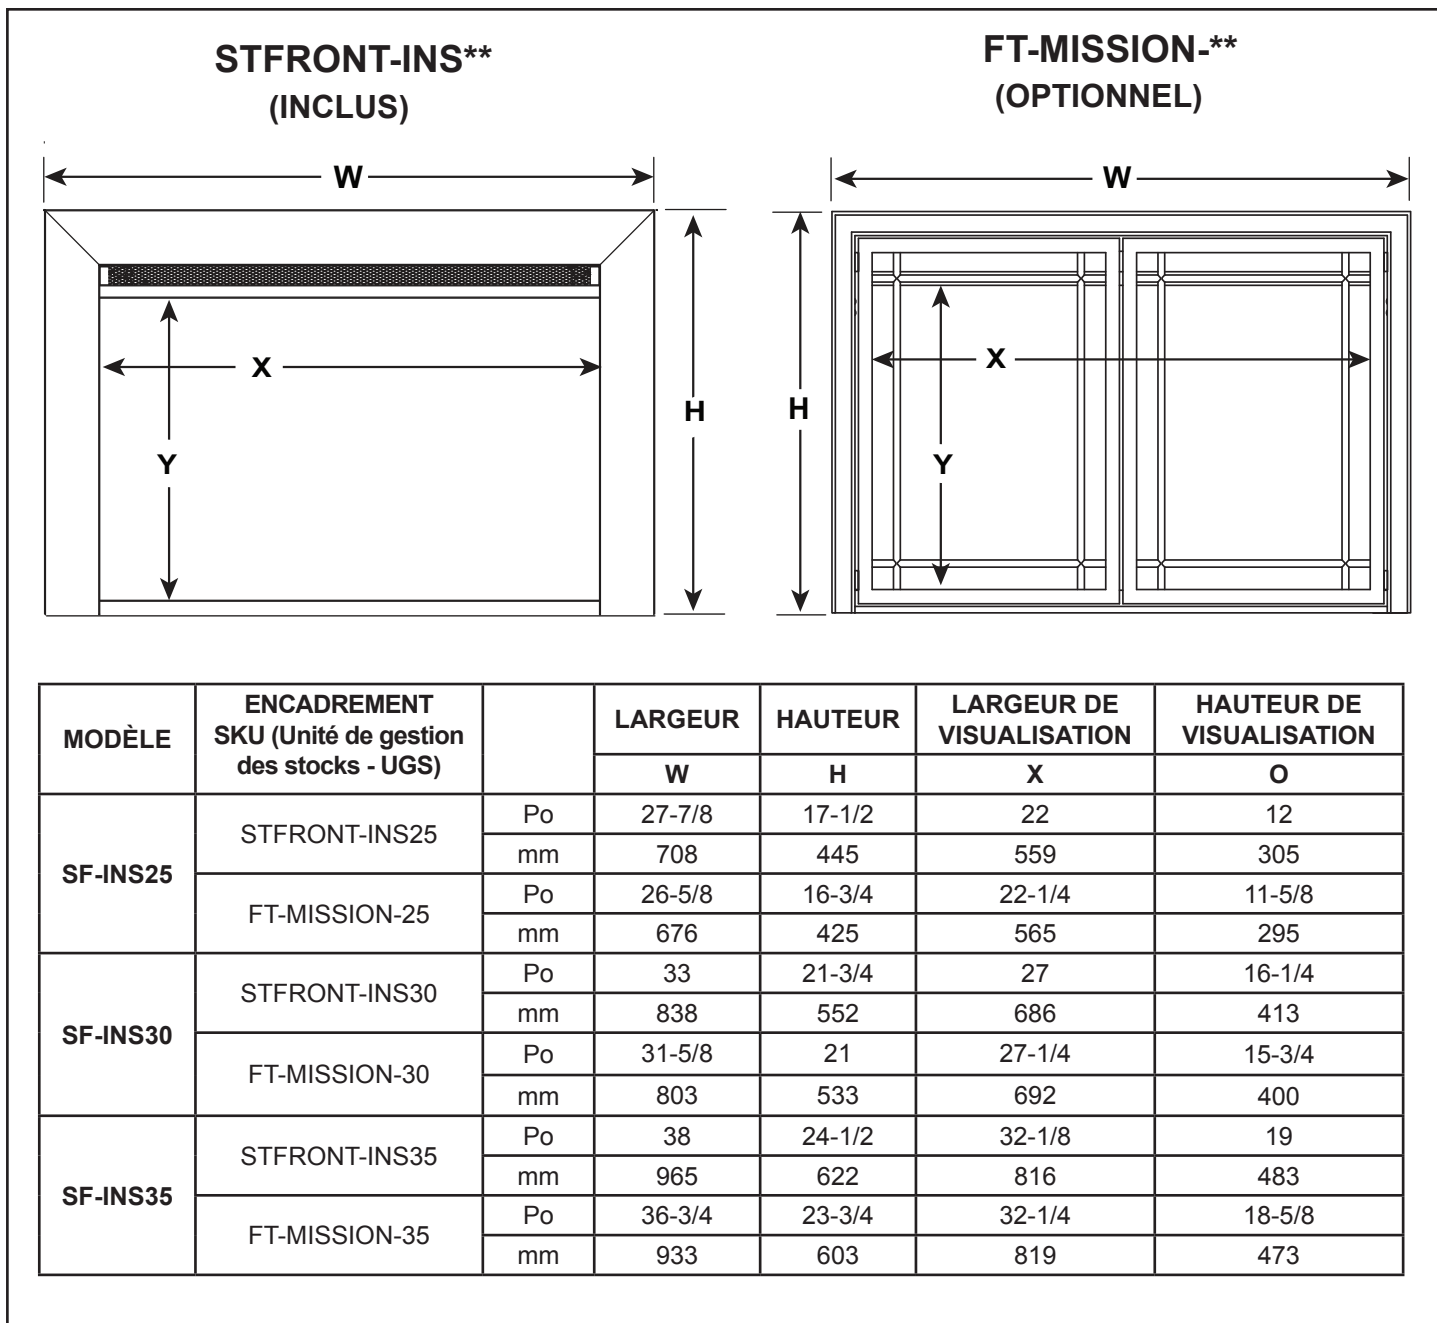 STFRONT-INS**
(INCLUS)
FT-MISSION-**
(OPTIONNEL)
W
X
Y
H
W
X
Y
H
MODÈLE
ENCADREMENT
SKU (Unité de gestion
des stocks - UGS)
LARGEUR
HAUTEUR
LARGEUR DE
VISUALISATION
HAUTEUR DE
VISUALISATION
W H X O
SF-INS25
STFRONT-INS25
Po 27-7/8 17-1/2 22 12
mm 708 445 559 305
FT-MISSION-25
Po 26-5/8 16-3/4 22-1/4 11-5/8
mm 676 425 565 295
SF-INS30
STFRONT-INS30
Po 33 21-3/4 27 16-1/4
mm 838 552 686 413
FT-MISSION-30
Po 31-5/8 21 27-1/4 15-3/4
mm 803 533 692 400
SF-INS35
STFRONT-INS35
Po 38 24-1/2 32-1/8 19
mm 965 622 816 483
FT-MISSION-35
Po 36-3/4 23-3/4 32-1/4 18-5/8
mm 933 603 819 473